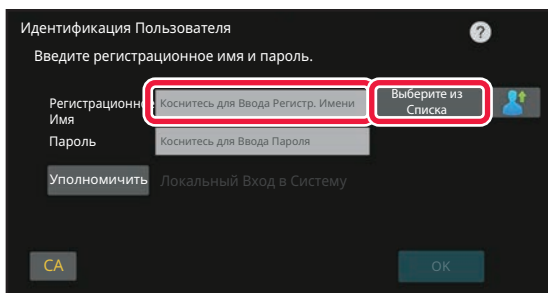 Идентификация Пользователя
?
Введите регистрационное имя и пароль.
Регистрационное
Имя
Коснитесь для Ввода Регистр. Имени
Выберите из
Списка
Пароль
Коснитесь для Ввода Пароля
Уполномичить
Локальный Вход в Систему
CA
OK